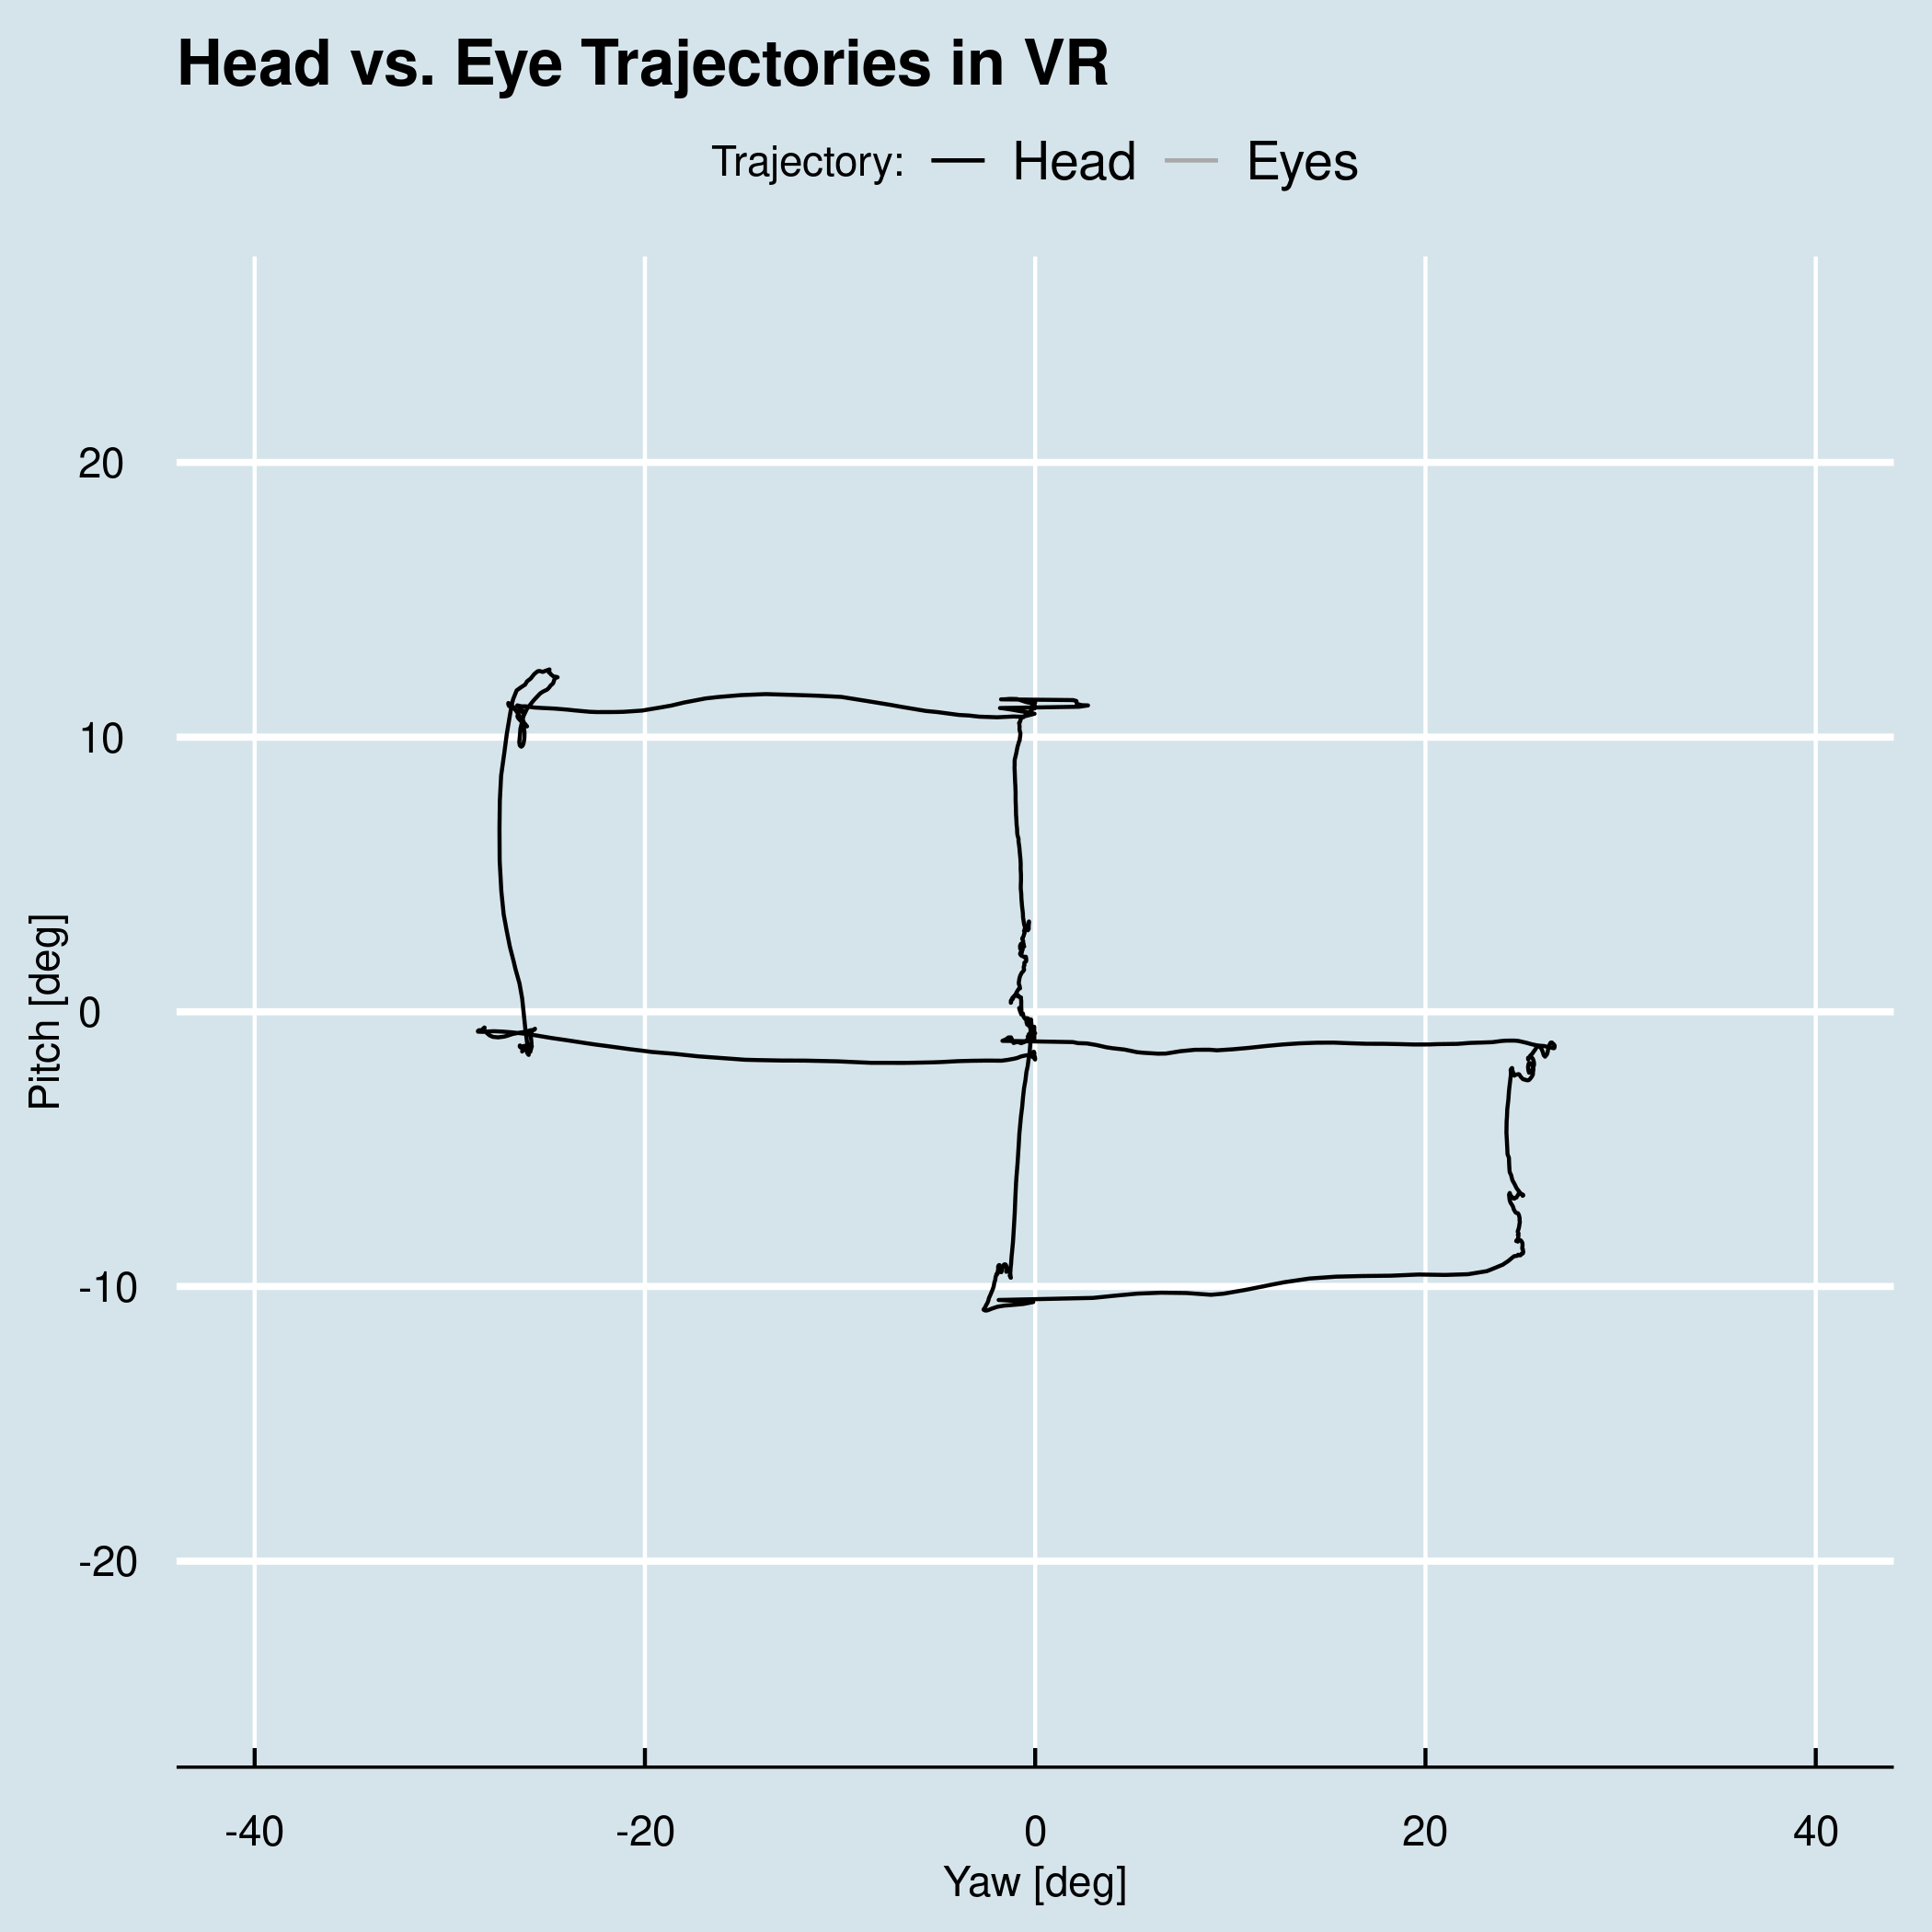 Head vs. Eye Trajectories in VR
Trajectory: Head Eyes
20
10
0
-10
-20
Pitch [deg]
-40 -20 0 20 40
Yaw [deg]